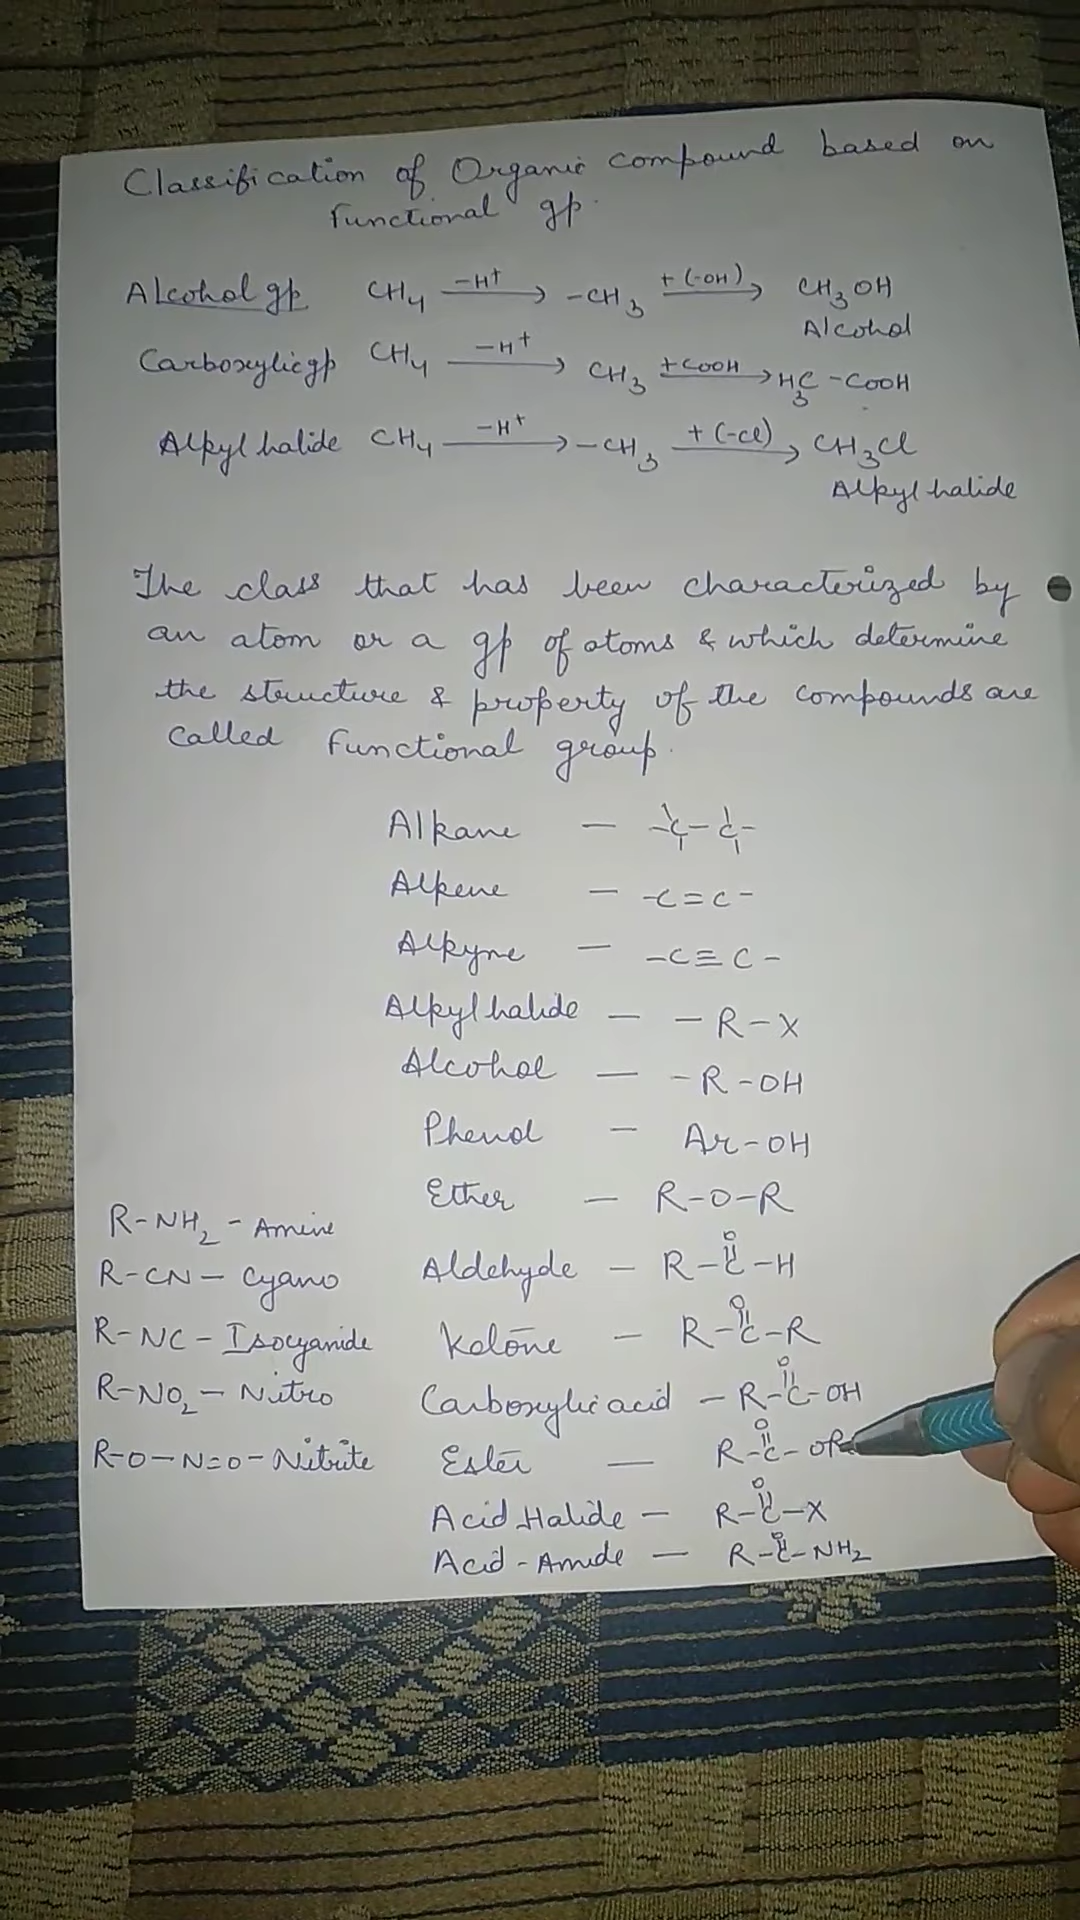 Classification of Organic compound based on
functional gp.
Alcohol gp CH4 —-H+→ -CH3 —+(-OH)→ CH3OH
Alcohol
Carboxylic gp CH4 —-H+→ CH3 —+COOH→ H3C-COOH
Alkyl halide CH4 —-H+→ -CH3 —+(-Cl)→ CH3Cl
Alkyl halide
The class that has been characterized by
an atom or a gp of atoms & which determine
the structure & property of the compounds are
called functional group.
Alkane — -C-C-
Alkene — -C=C-
Alkyne — -C≡C-
Alkyl halide — -R-X
Alcohol — -R-OH
Phenol — Ar-OH
Ether — R-O-R
R-NH2 - Amine
R-CN - Cyano
R-NC - Isocyanide
R-NO2 - Nitro
R-O-N=O - Nitrite
Aldehyde — R-C(=O)-H
Ketone — R-C(=O)-R
Carboxylic acid — R-C(=O)-OH
Ester — R-C(=O)-OR
Acid Halide — R-C(=O)-X
Acid-Amide — R-C(=O)-NH2